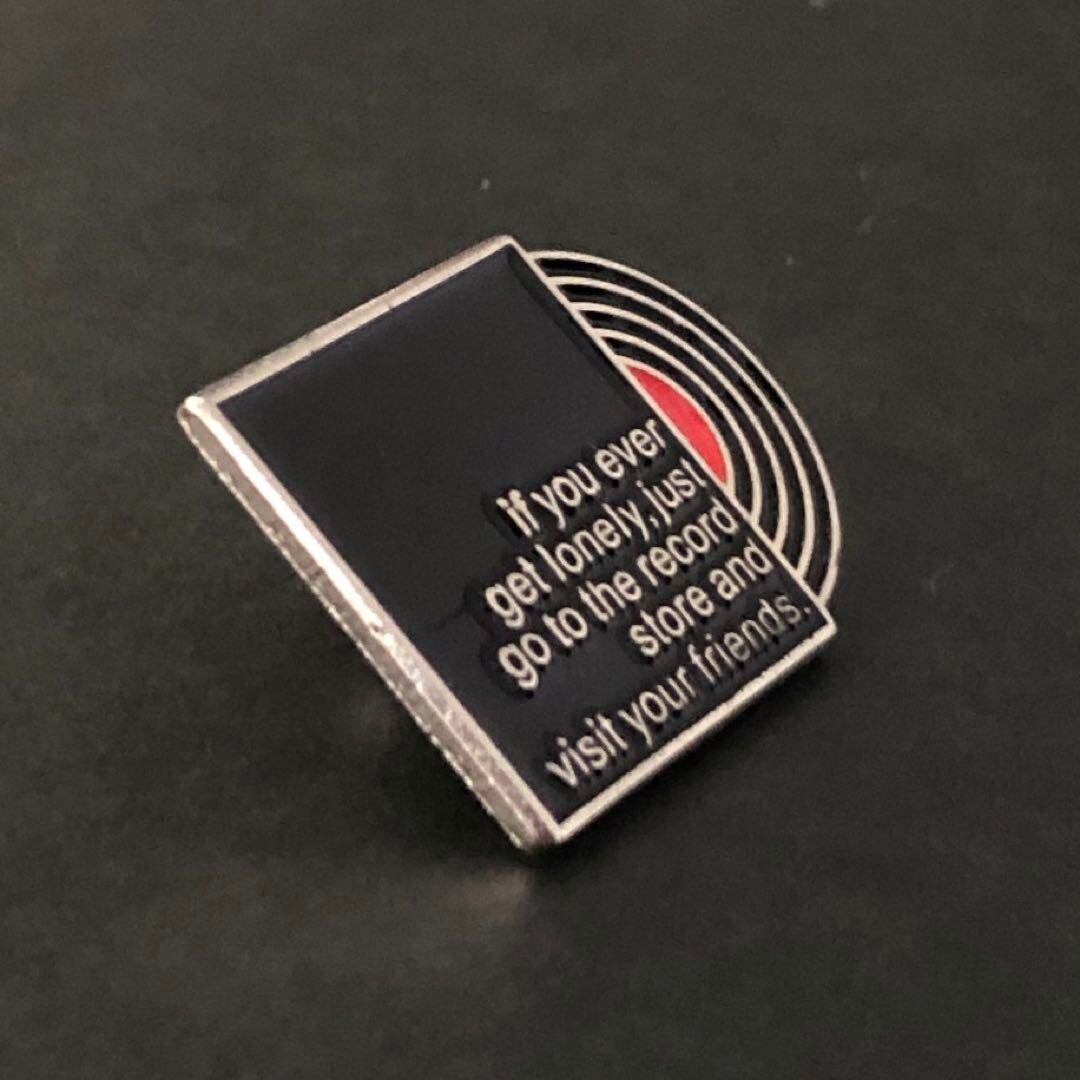 if you ever
get lonely, just
go to the record
store and
visit your friends.